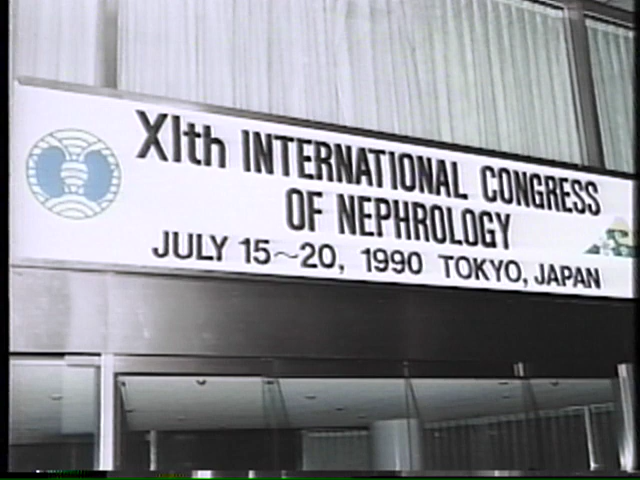 XIth INTERNATIONAL CONGRESS
OF NEPHROLOGY
JULY 15~20, 1990 TOKYO, JAPAN